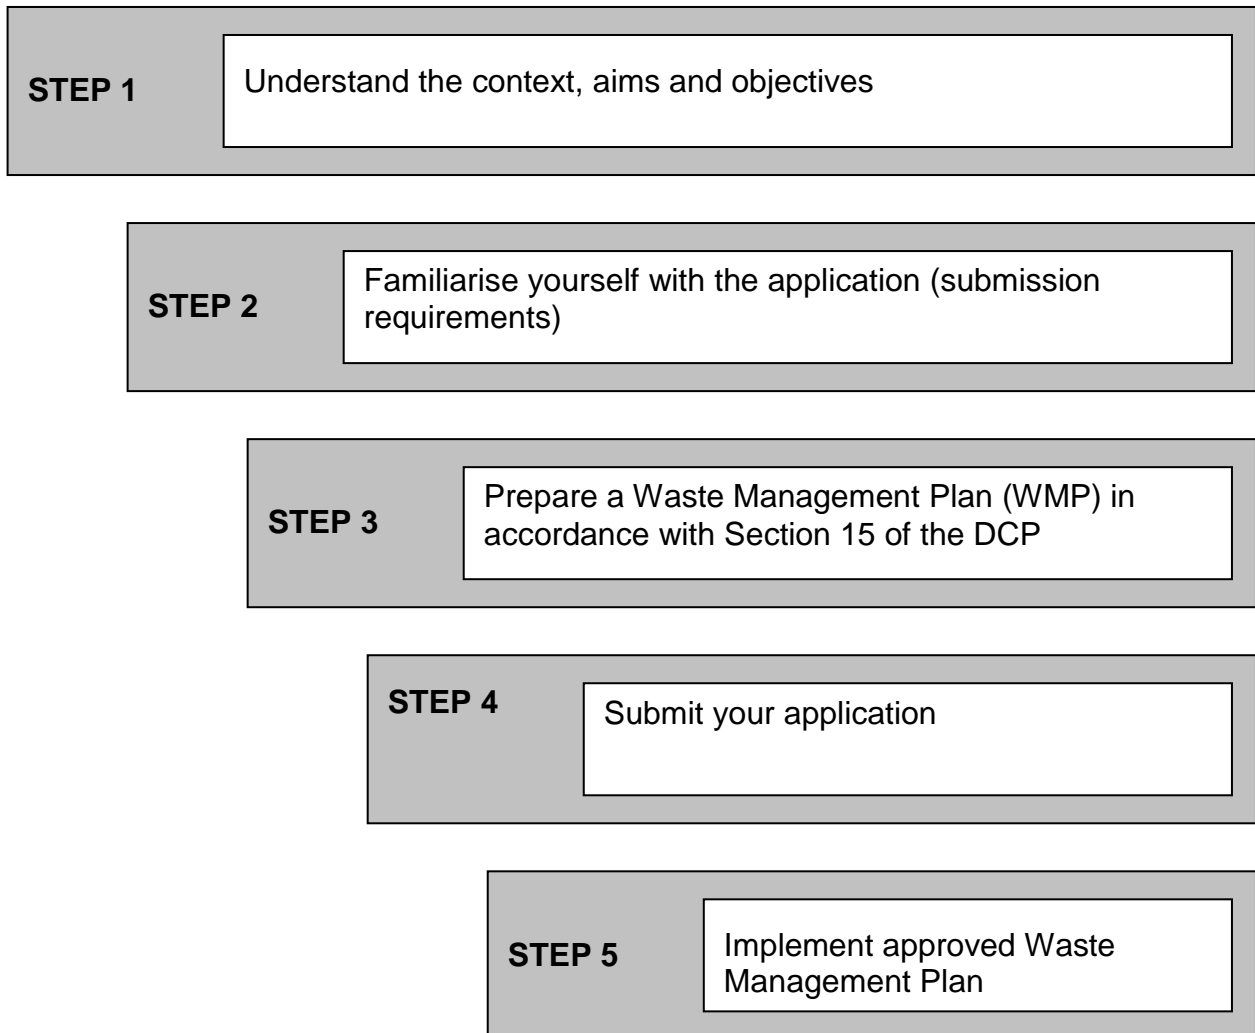 STEP 1
Understand the context, aims and objectives
STEP 2
Familiarise yourself with the application (submission
requirements)
STEP 3
Prepare a Waste Management Plan (WMP) in
accordance with Section 15 of the DCP
STEP 4
Submit your application
STEP 5
Implement approved Waste
Management Plan